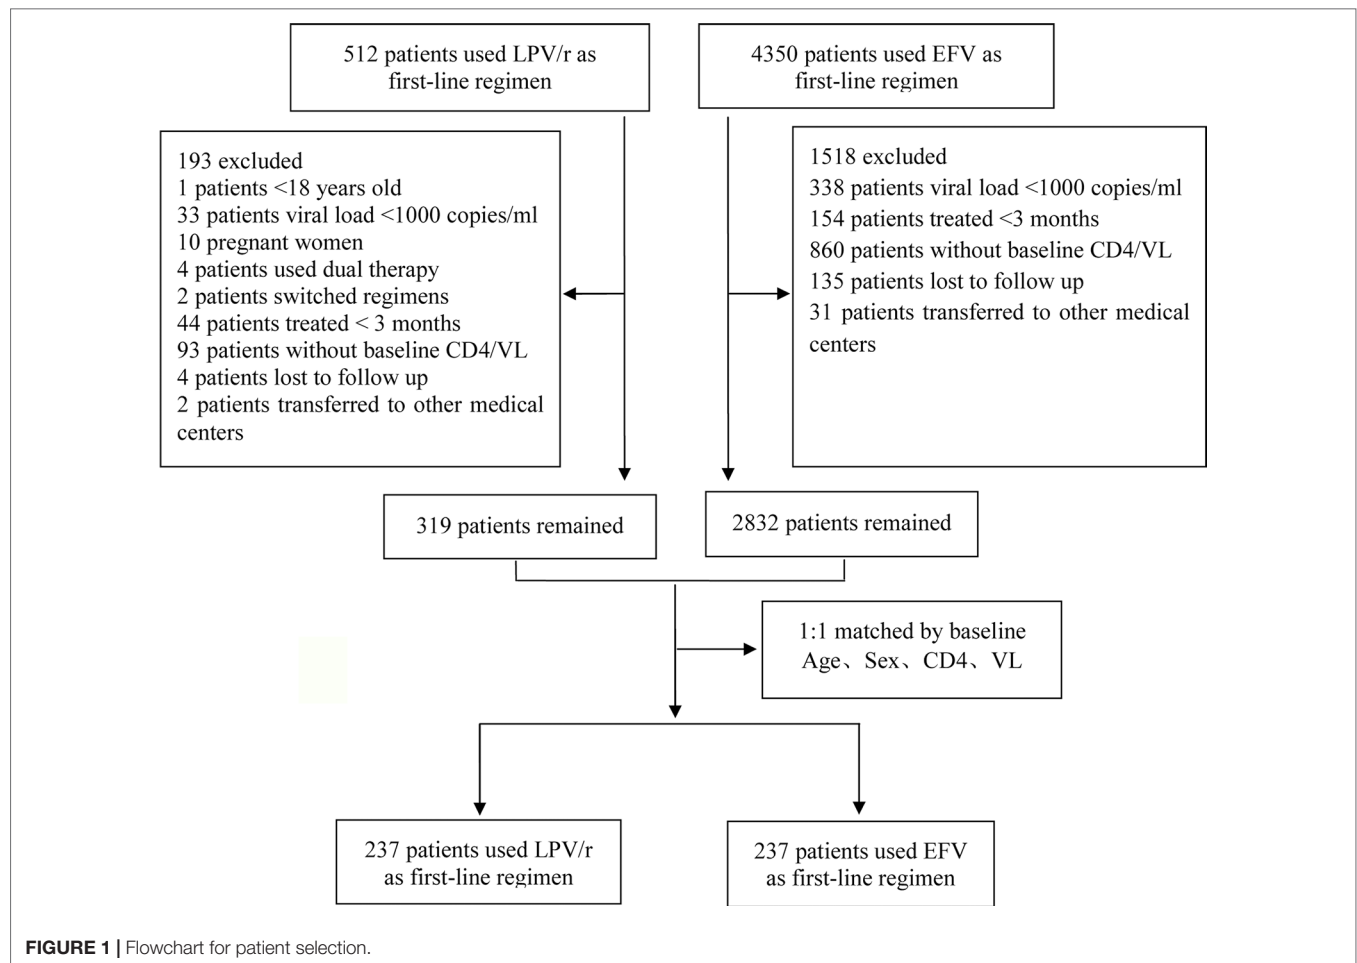 512 patients used LPV/r as
first-line regimen
4350 patients used EFV as
first-line regimen
193 excluded
1 patients <18 years old
33 patients viral load <1000 copies/ml
10 pregnant women
4 patients used dual therapy
2 patients switched regimens
44 patients treated < 3 months
93 patients without baseline CD4/VL
4 patients lost to follow up
2 patients transferred to other medical
centers
1518 excluded
338 patients viral load <1000 copies/ml
154 patients treated <3 months
860 patients without baseline CD4/VL
135 patients lost to follow up
31 patients transferred to other medical
centers
319 patients remained
2832 patients remained
1:1 matched by baseline
Age、Sex、CD4、VL
237 patients used LPV/r
as first-line regimen
237 patients used EFV
as first-line regimen
FIGURE 1 | Flowchart for patient selection.